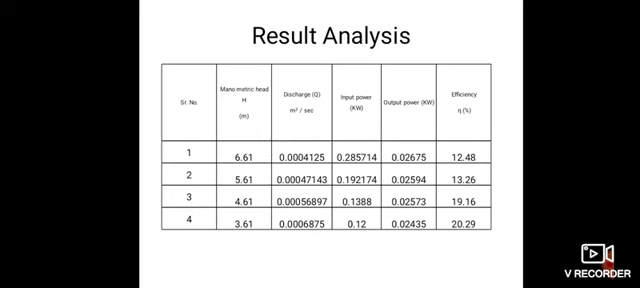 Result Analysis
Sr. No. Mano metric head H (m) Discharge (Q) m³ / sec Input power (KW) Output power (KW) Efficiency η (%)
1 6.61 0.0004125 0.285714 0.02675 12.48
2 5.61 0.00047143 0.192174 0.02594 13.26
3 4.61 0.00056897 0.1388 0.02573 19.16
4 3.61 0.0006875 0.12 0.02435 20.29
V RECORDER